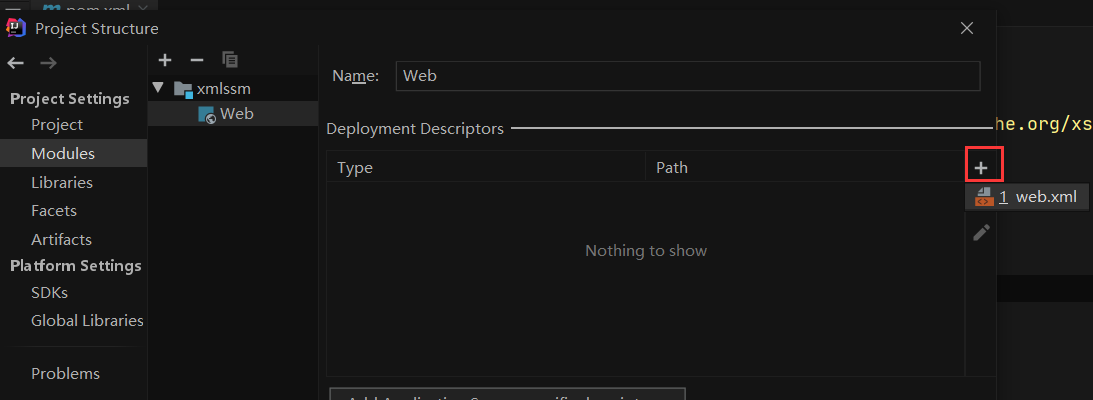 pom.xml
Project Structure
Name: Web
Project Settings
xmlssm
Project
Web
Deployment Descriptors
Modules
he.org/xs
Type Path
Libraries
1 web.xml
Facets
Artifacts
Nothing to show
Platform Settings
SDKs
Global Libraries
Problems